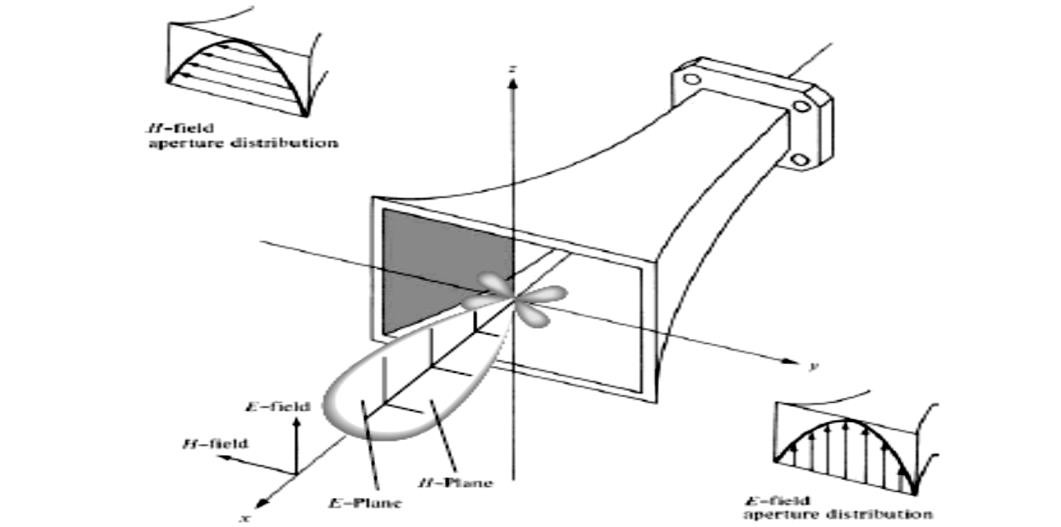 H-field
aperture distribution
z
y
E-field
H-field
x
E-Plane
H-Plane
E-field
aperture distribution